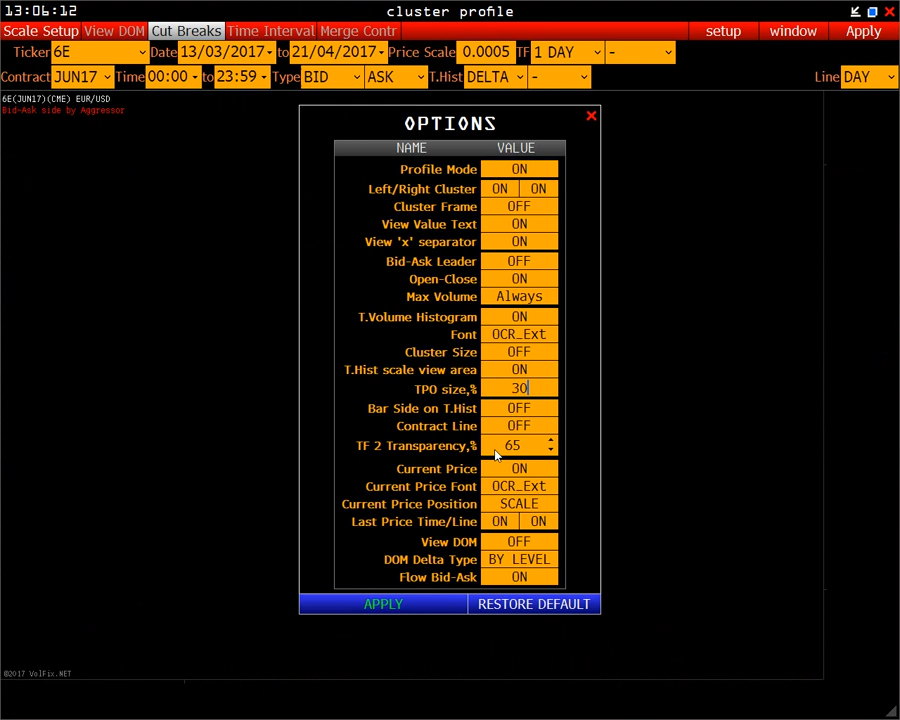 13:06:12 cluster profile
Scale Setup View DOM Cut Breaks Time Interval Merge Contr setup window Apply
Ticker 6E Date 13/03/2017 to 21/04/2017 Price Scale 0.0005 TF 1 DAY -
Contract JUN17 Time 00:00 to 23:59 Type BID ASK T.Hist DELTA - Line DAY
6E(JUN17)(CME) EUR/USD
Bid-Ask side by Aggressor
OPTIONS
NAME VALUE
Profile Mode ON
Left/Right Cluster ON ON
Cluster Frame OFF
View Value Text ON
View 'x' separator ON
Bid-Ask Leader OFF
Open-Close ON
Max Volume Always
T.Volume Histogram ON
Font OCR_Ext
Cluster Size OFF
T.Hist scale view area ON
TPO size,% 30
Bar Side on T.Hist OFF
Contract Line OFF
TF 2 Transparency,% 65
Current Price ON
Current Price Font OCR_Ext
Current Price Position SCALE
Last Price Time/Line ON ON
View DOM OFF
DOM Delta Type BY LEVEL
Flow Bid-Ask ON
APPLY RESTORE DEFAULT
©2017 VolFix.NET